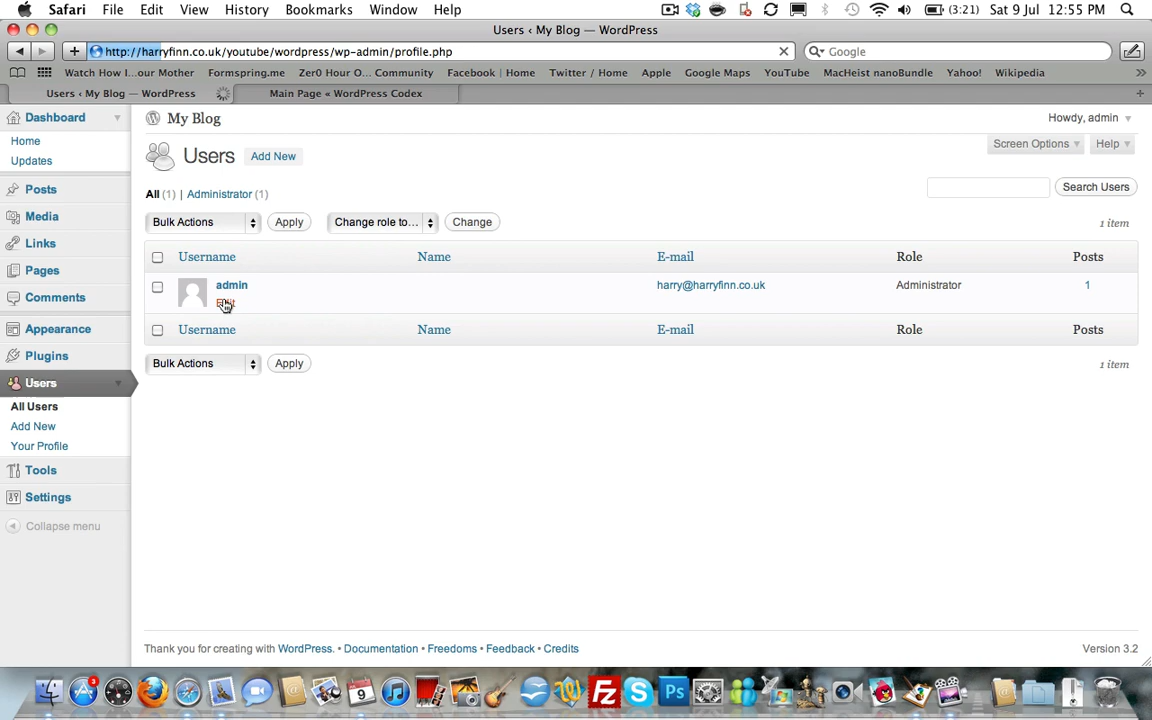 Safari File Edit View History Bookmarks Window Help (3:21) Sat 9 Jul 12:55 PM
Users ‹ My Blog — WordPress
http://harryfinn.co.uk/youtube/wordpress/wp-admin/profile.php Google
Watch How I...our Mother Formspring.me Zer0 Hour O... Community Facebook | Home Twitter / Home Apple Google Maps YouTube MacHeist nanoBundle Yahoo! Wikipedia »
Users ‹ My Blog — WordPress Main Page « WordPress Codex
Dashboard My Blog Howdy, admin
Home
Updates
Users Add New Screen Options Help
All (1) | Administrator (1) Search Users
Posts
Media
Bulk Actions Apply Change role to... Change 1 item
Links
Username Name E-mail Role Posts
Pages
admin harry@harryfinn.co.uk Administrator 1
Comments
Appearance
Username Name E-mail Role Posts
Plugins
Bulk Actions Apply 1 item
Users
All Users
Add New
Your Profile
Tools
Settings
Collapse menu
Thank you for creating with WordPress. • Documentation • Freedoms • Feedback • Credits Version 3.2
3 9 Fz Ps